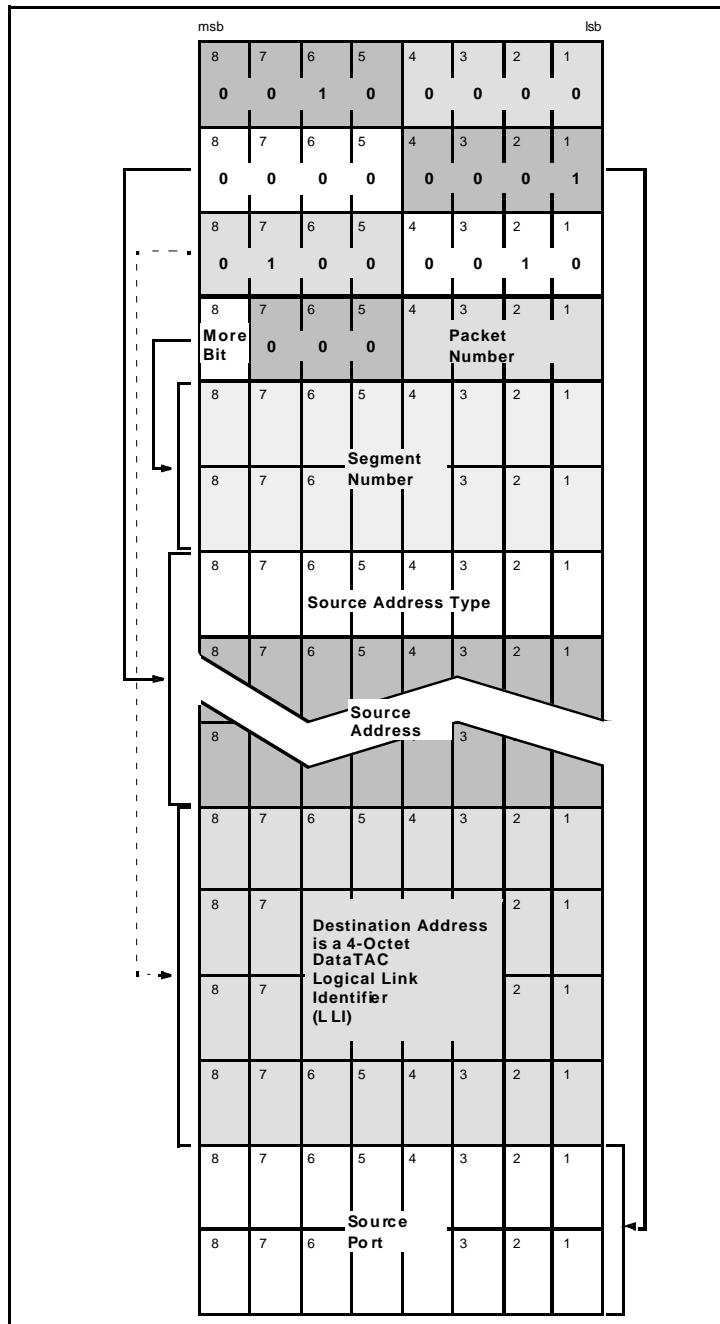 msb lsb
8 7 6 5 4 3 2 1
0 0 1 0 0 0 0 0
8 7 6 5 4 3 2 1
0 0 0 0 0 0 0 1
8 7 6 5 4 3 2 1
0 1 0 0 0 0 1 0
8 7 6 5 4 3 2 1
More
Bit
0 0 0
Packet
Number
8 7 6 5 4 3 2 1
Segment
Number
8 7 6 3 2 1
8 7 6 5 4 3 2 1
Source Address Type
8 7 6 5 4 3 2 1
Source
Address
8 3 2 1
8 7 6 5 4 3 2 1
8 7 2 1
Destination Address
is a 4-Octet
DataTAC
Logical Link
Identifier
(LLI)
8 7 2 1
8 7 6 5 4 3 2 1
8 7 6 5 4 3 2 1
Source
Port
8 7 6 3 2 1